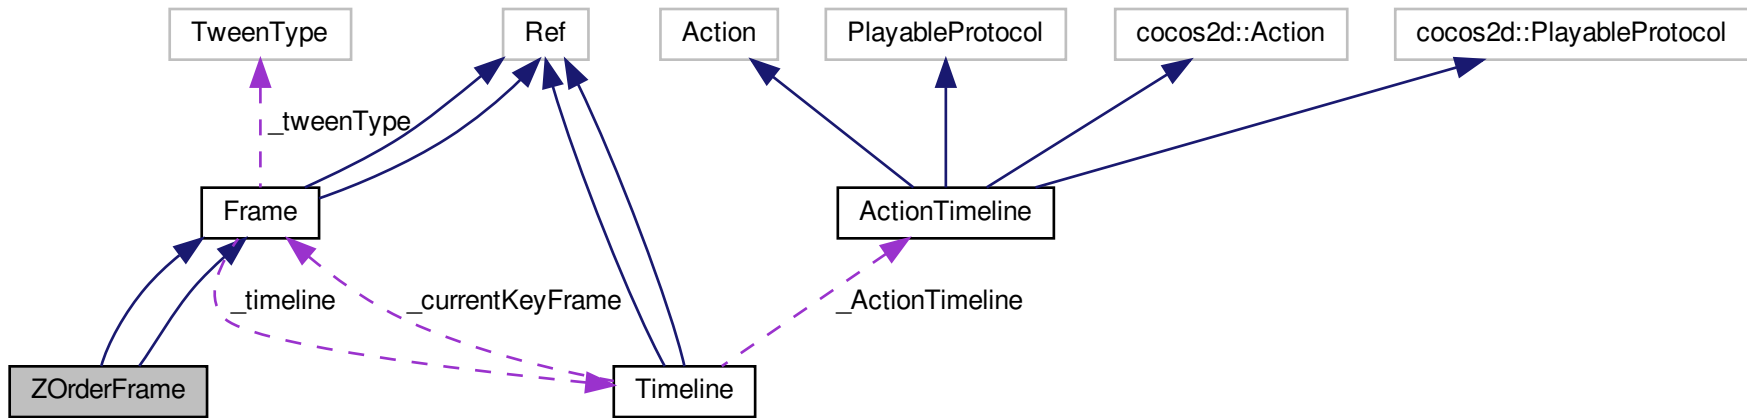 TweenType
Ref
Action
PlayableProtocol
cocos2d::Action
cocos2d::PlayableProtocol
_tweenType
Frame
ActionTimeline
_timeline
_currentKeyFrame
_ActionTimeline
ZOrderFrame
Timeline